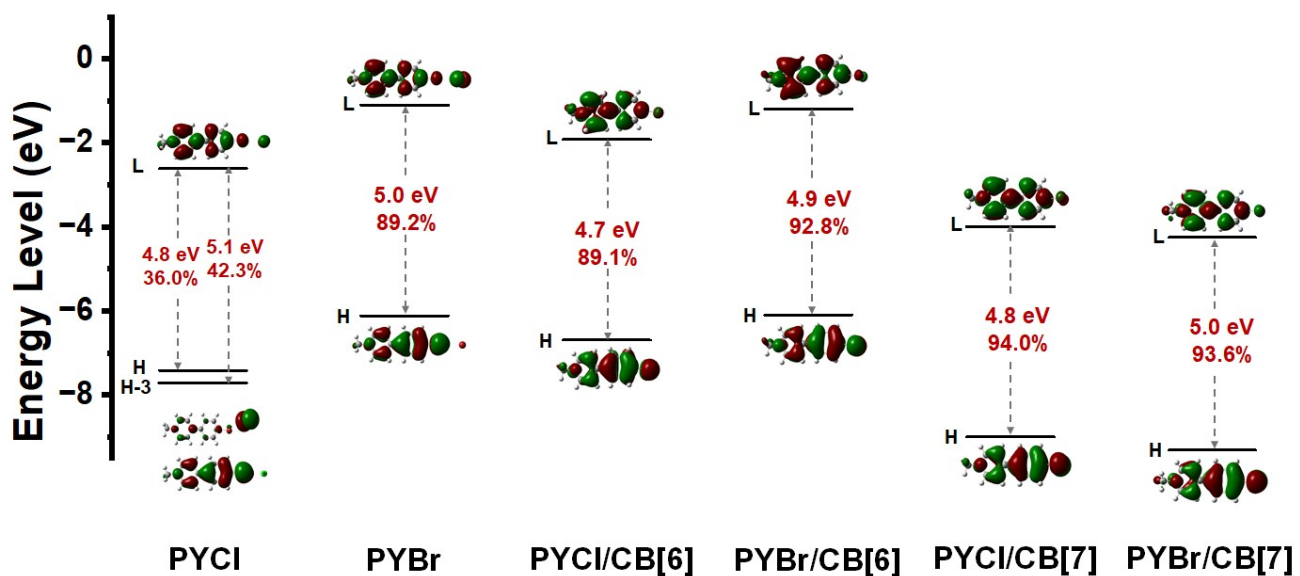 Energy Level (eV)
0
−2
−4
−6
−8
L
4.8 eV
36.0%
5.1 eV
42.3%
H
H-3
PYCl
L
5.0 eV
89.2%
H
PYBr
L
4.7 eV
89.1%
H
PYCl/CB[6]
L
4.9 eV
92.8%
H
PYBr/CB[6]
L
4.8 eV
94.0%
H
PYCl/CB[7]
L
5.0 eV
93.6%
H
PYBr/CB[7]